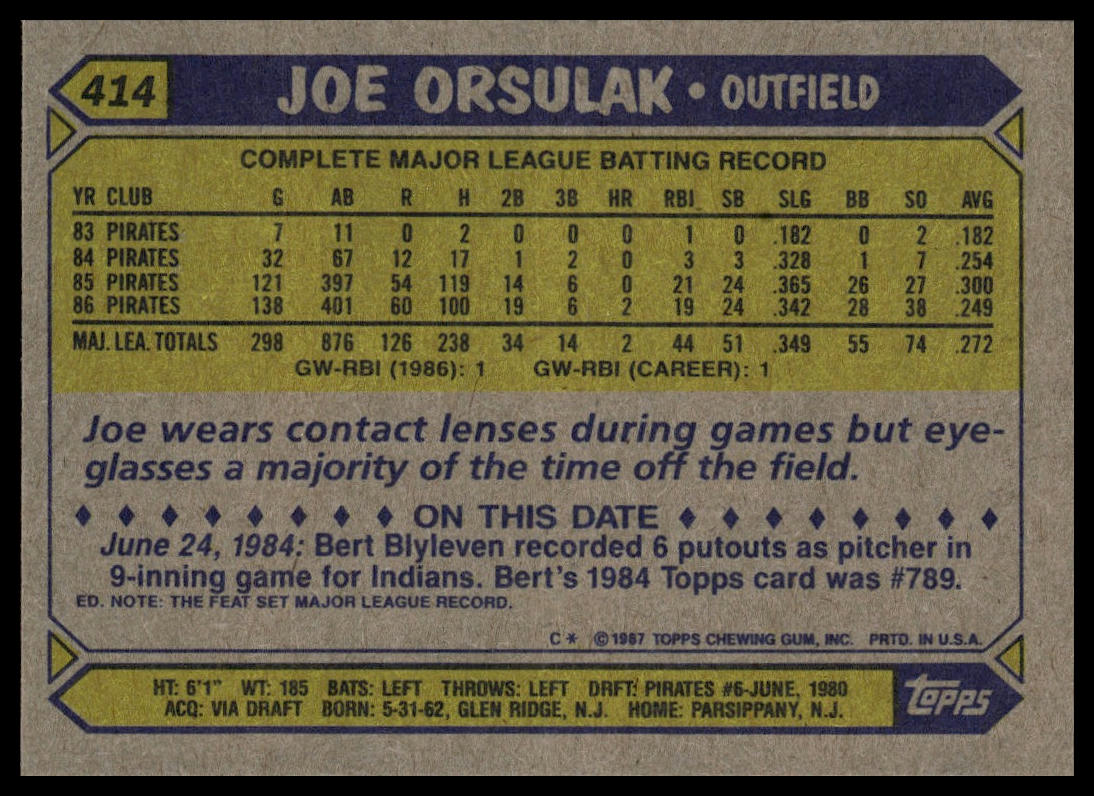 414 JOE ORSULAK • OUTFIELD
COMPLETE MAJOR LEAGUE BATTING RECORD
YR CLUB G AB R H 2B 3B HR RBI SB SLG BB SO AVG
83 PIRATES 7 11 0 2 0 0 0 1 0 .182 0 2 .182
84 PIRATES 32 67 12 17 1 2 0 3 3 .328 1 7 .254
85 PIRATES 121 397 54 119 14 6 0 21 24 .365 26 27 .300
86 PIRATES 138 401 60 100 19 6 2 19 24 .342 28 38 .249
MAJ. LEA. TOTALS 298 876 126 238 34 14 2 44 51 .349 55 74 .272
GW-RBI (1986): 1 GW-RBI (CAREER): 1
Joe wears contact lenses during games but eye-
glasses a majority of the time off the field.
♦ ♦ ♦ ♦ ♦ ♦ ♦ ♦ ON THIS DATE ♦ ♦ ♦ ♦ ♦ ♦ ♦ ♦
June 24, 1984: Bert Blyleven recorded 6 putouts as pitcher in
9-inning game for Indians. Bert's 1984 Topps card was #789.
ED. NOTE: THE FEAT SET MAJOR LEAGUE RECORD.
C* ©1987 TOPPS CHEWING GUM, INC. PRTD. IN U.S.A.
HT: 6'1" WT: 185 BATS: LEFT THROWS: LEFT DRFT: PIRATES #6-JUNE, 1980
ACQ: VIA DRAFT BORN: 5-31-62, GLEN RIDGE, N.J. HOME: PARSIPPANY, N.J.
topps